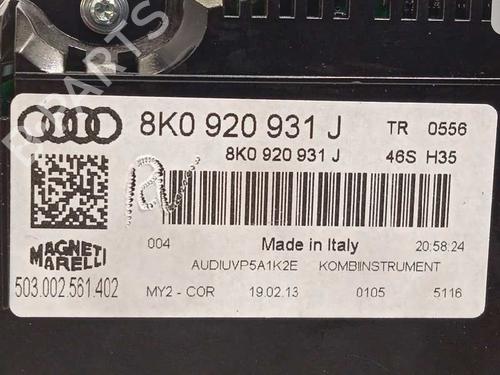 8K0 920 931 J TR 0556
8K0 920 931 J 46S H35
004 Made in Italy 20:58:24
MAGNETI
MARELLI
AUDIUVP5A1K2E KOMBIINSTRUMENT
503.002.561.402 MY2-COR 19.02.13 0105 5116